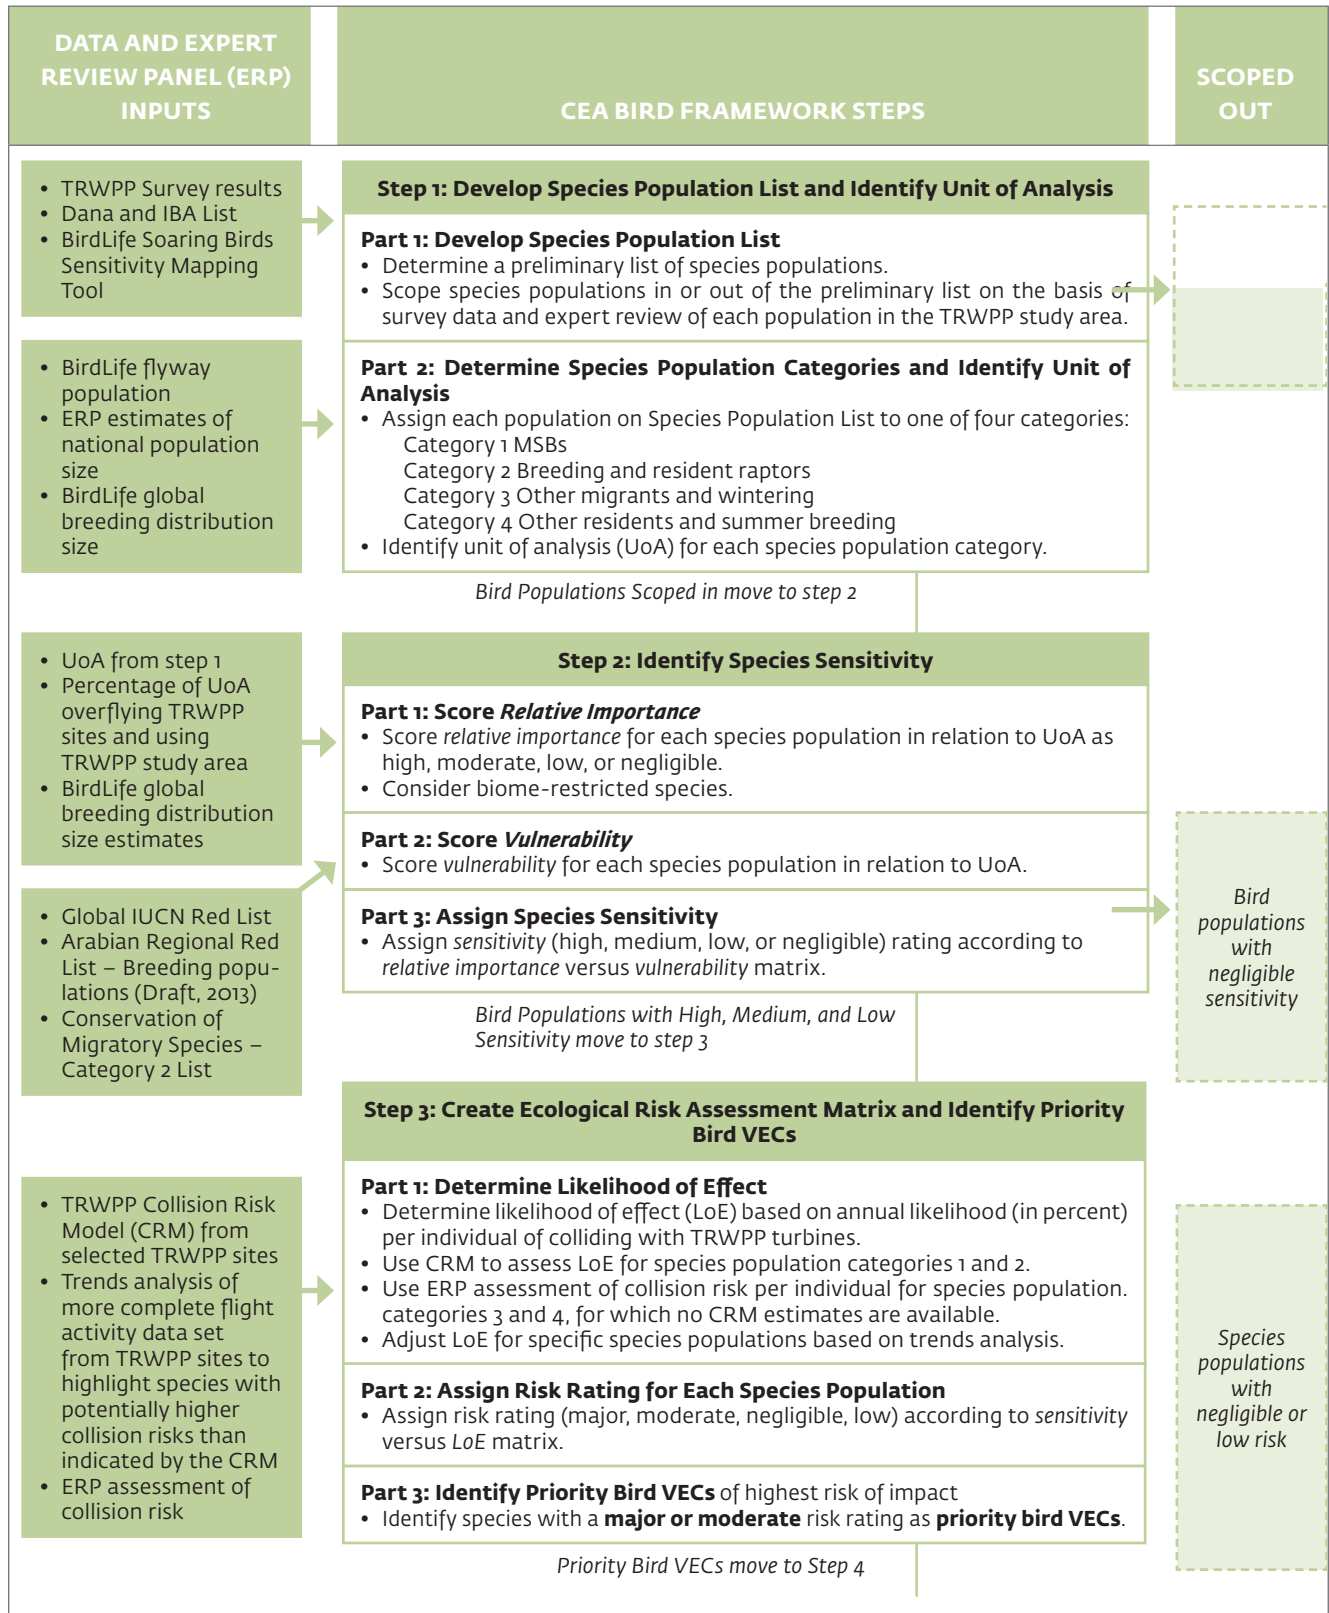 DATA AND EXPERT
REVIEW PANEL (ERP)
INPUTS
CEA BIRD FRAMEWORK STEPS
SCOPED
OUT
• TRWPP Survey results
• Dana and IBA List
• BirdLife Soaring Birds
Sensitivity Mapping
Tool
Step 1: Develop Species Population List and Identify Unit of Analysis
Part 1: Develop Species Population List
• Determine a preliminary list of species populations.
• Scope species populations in or out of the preliminary list on the basis of
survey data and expert review of each population in the TRWPP study area.
• BirdLife flyway
population
• ERP estimates of
national population
size
• BirdLife global
breeding distribution
size
Part 2: Determine Species Population Categories and Identify Unit of
Analysis
• Assign each population on Species Population List to one of four categories:
Category 1 MSBs
Category 2 Breeding and resident raptors
Category 3 Other migrants and wintering
Category 4 Other residents and summer breeding
• Identify unit of analysis (UoA) for each species population category.
Bird Populations Scoped in move to step 2
• UoA from step 1
• Percentage of UoA
overflying TRWPP
sites and using
TRWPP study area
• BirdLife global
breeding distribution
size estimates
Step 2: Identify Species Sensitivity
Part 1: Score Relative Importance
• Score relative importance for each species population in relation to UoA as
high, moderate, low, or negligible.
• Consider biome-restricted species.
Part 2: Score Vulnerability
• Score vulnerability for each species population in relation to UoA.
• Global IUCN Red List
• Arabian Regional Red
List – Breeding popu-
lations (Draft, 2013)
• Conservation of
Migratory Species –
Category 2 List
Part 3: Assign Species Sensitivity
• Assign sensitivity (high, medium, low, or negligible) rating according to
relative importance versus vulnerability matrix.
Bird
populations
with
negligible
sensitivity
Bird Populations with High, Medium, and Low
Sensitivity move to step 3
Step 3: Create Ecological Risk Assessment Matrix and Identify Priority
Bird VECs
• TRWPP Collision Risk
Model (CRM) from
selected TRWPP sites
• Trends analysis of
more complete flight
activity data set
from TRWPP sites to
highlight species with
potentially higher
collision risks than
indicated by the CRM
• ERP assessment of
collision risk
Part 1: Determine Likelihood of Effect
• Determine likelihood of effect (LoE) based on annual likelihood (in percent)
per individual of colliding with TRWPP turbines.
• Use CRM to assess LoE for species population categories 1 and 2.
• Use ERP assessment of collision risk per individual for species population.
categories 3 and 4, for which no CRM estimates are available.
• Adjust LoE for specific species populations based on trends analysis.
Part 2: Assign Risk Rating for Each Species Population
• Assign risk rating (major, moderate, negligible, low) according to sensitivity
versus LoE matrix.
Part 3: Identify Priority Bird VECs of highest risk of impact
• Identify species with a major or moderate risk rating as priority bird VECs.
Species
populations
with
negligible or
low risk
Priority Bird VECs move to Step 4